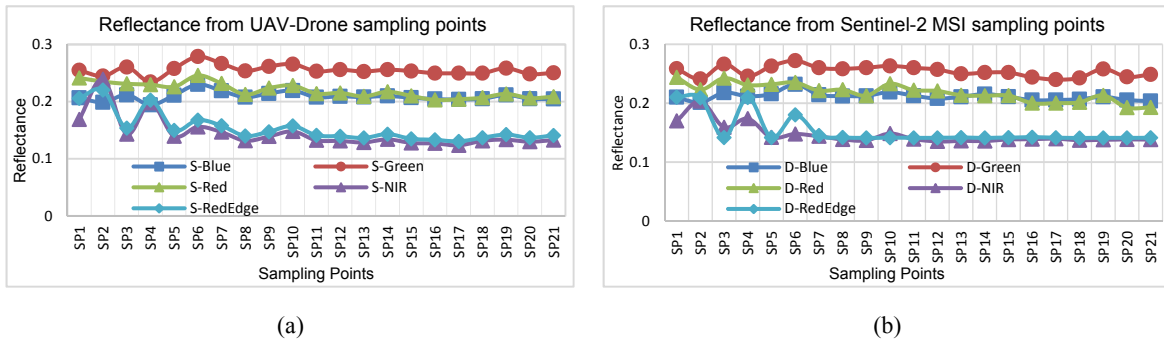 Reflectance from UAV-Drone sampling points
0.3
0.2
0.1
0
Reflectance
S-Blue
S-Green
S-Red
S-NIR
S-RedEdge
SP1
SP2
SP3
SP4
SP5
SP6
SP7
SP8
SP9
SP10
SP11
SP12
SP13
SP14
SP15
SP16
SP17
SP18
SP19
SP20
SP21
Sampling Points
(a)
Reflectance from Sentinel-2 MSI sampling points
0.3
0.2
0.1
0
Reflectance
D-Blue
D-Green
D-Red
D-NIR
D-RedEdge
SP1
SP2
SP3
SP4
SP5
SP6
SP7
SP8
SP9
SP10
SP11
SP12
SP13
SP14
SP15
SP16
SP17
SP18
SP19
SP20
SP21
Sampling Points
(b)